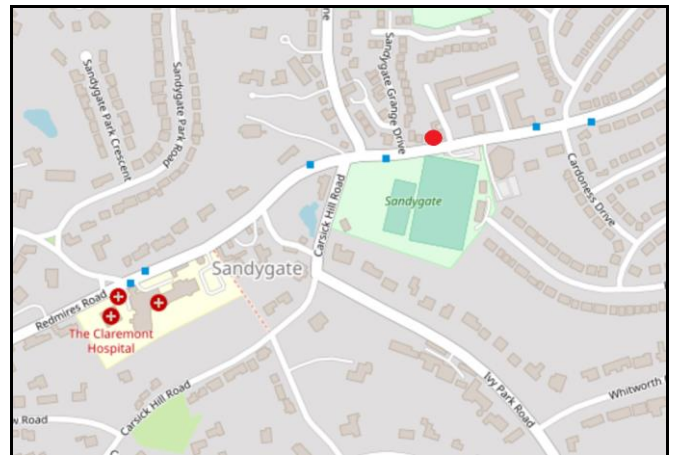 Sandygate Park Crescent
Sandygate Park Road
Sandygate Grange Drive
Cardoness Drive
Sandygate
Carsick Hill Road
Sandygate
Redmires Road
The Claremont
Hospital
Carsick Hill Road
Ivy Park Road
Whitworth
Road